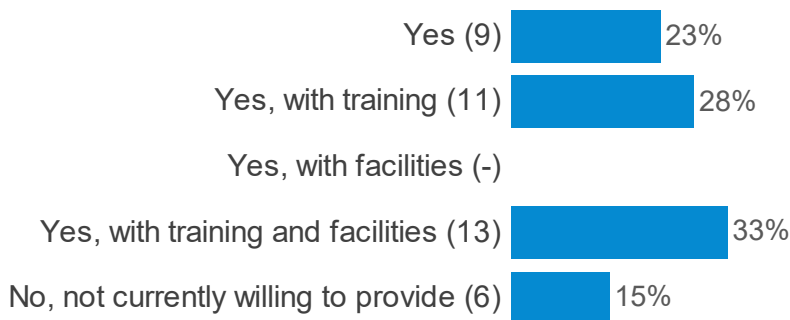 Yes (9) 23%
Yes, with training (11) 28%
Yes, with facilities (-)
Yes, with training and facilities (13) 33%
No, not currently willing to provide (6) 15%